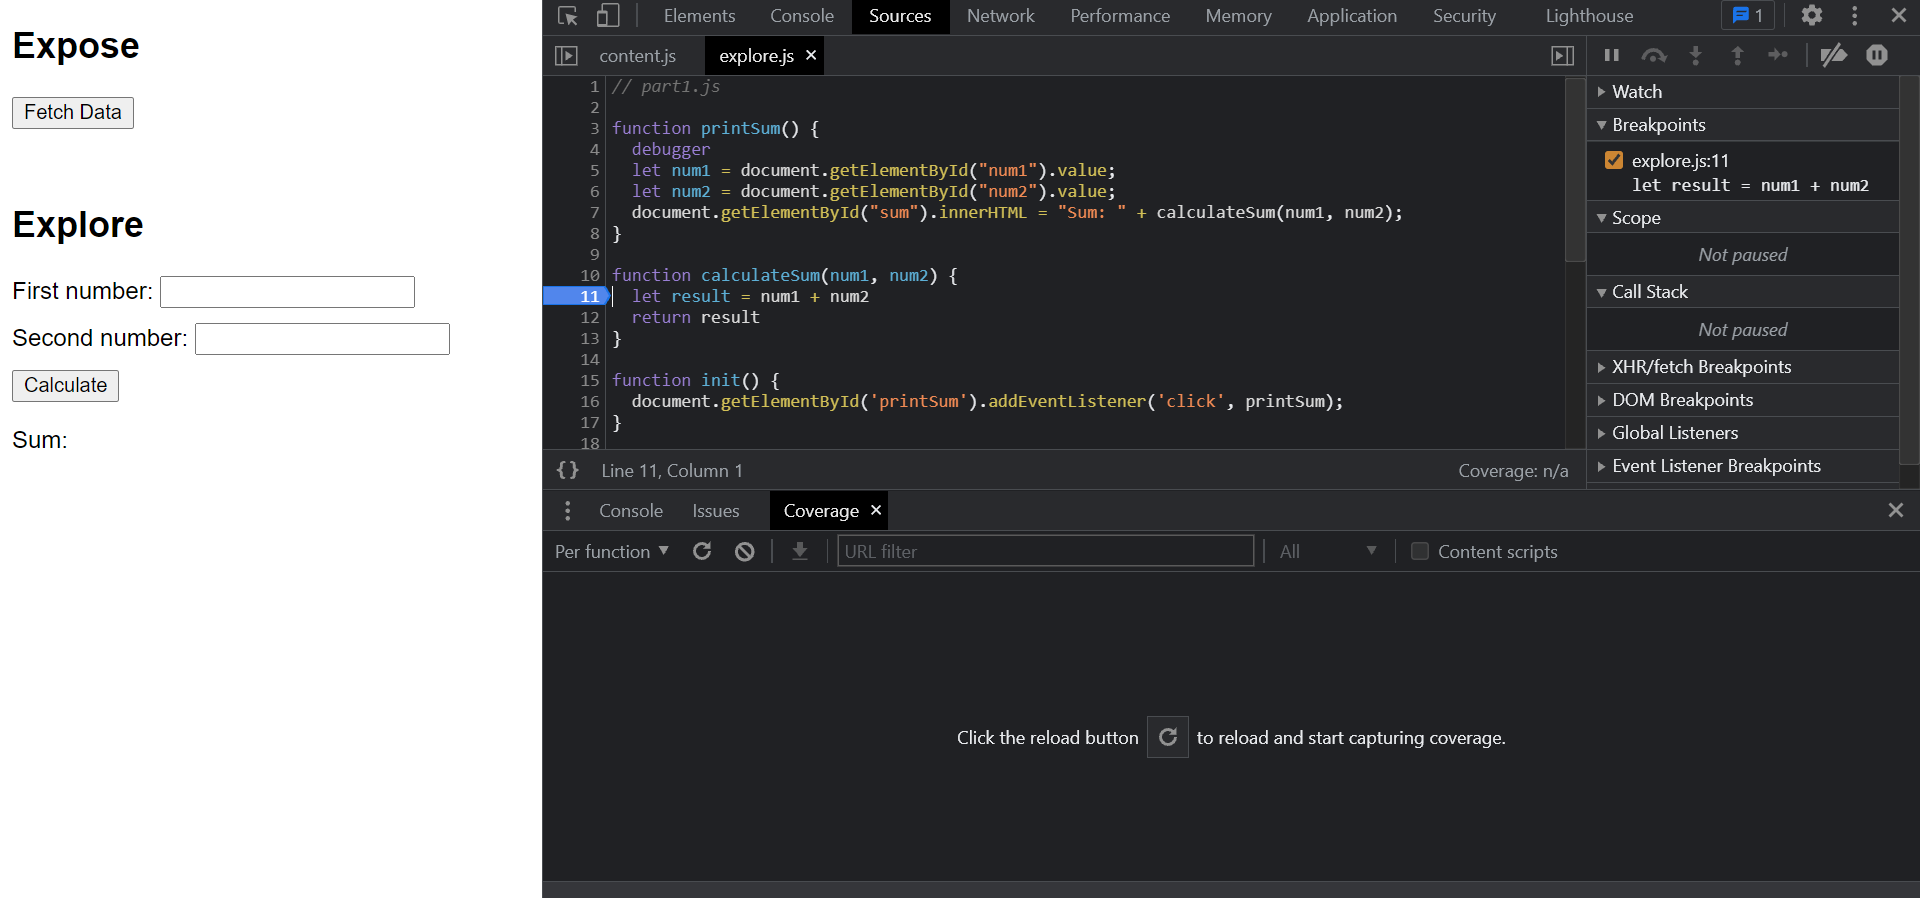 Expose
Fetch Data
Explore
First number:
Second number:
Calculate
Sum:
Elements Console Sources Network Performance Memory Application Security Lighthouse 1
content.js explore.js
1 // part1.js
2
3 function printSum() {
4 debugger
5 let num1 = document.getElementById("num1").value;
6 let num2 = document.getElementById("num2").value;
7 document.getElementById("sum").innerHTML = "Sum: " + calculateSum(num1, num2);
8 }
9
10 function calculateSum(num1, num2) {
11 let result = num1 + num2
12 return result
13 }
14
15 function init() {
16 document.getElementById('printSum').addEventListener('click', printSum);
17 }
18
{} Line 11, Column 1 Coverage: n/a
Watch
Breakpoints
explore.js:11
let result = num1 + num2
Scope
Not paused
Call Stack
Not paused
XHR/fetch Breakpoints
DOM Breakpoints
Global Listeners
Event Listener Breakpoints
Console Issues Coverage
Per function URL filter All Content scripts
Click the reload button to reload and start capturing coverage.